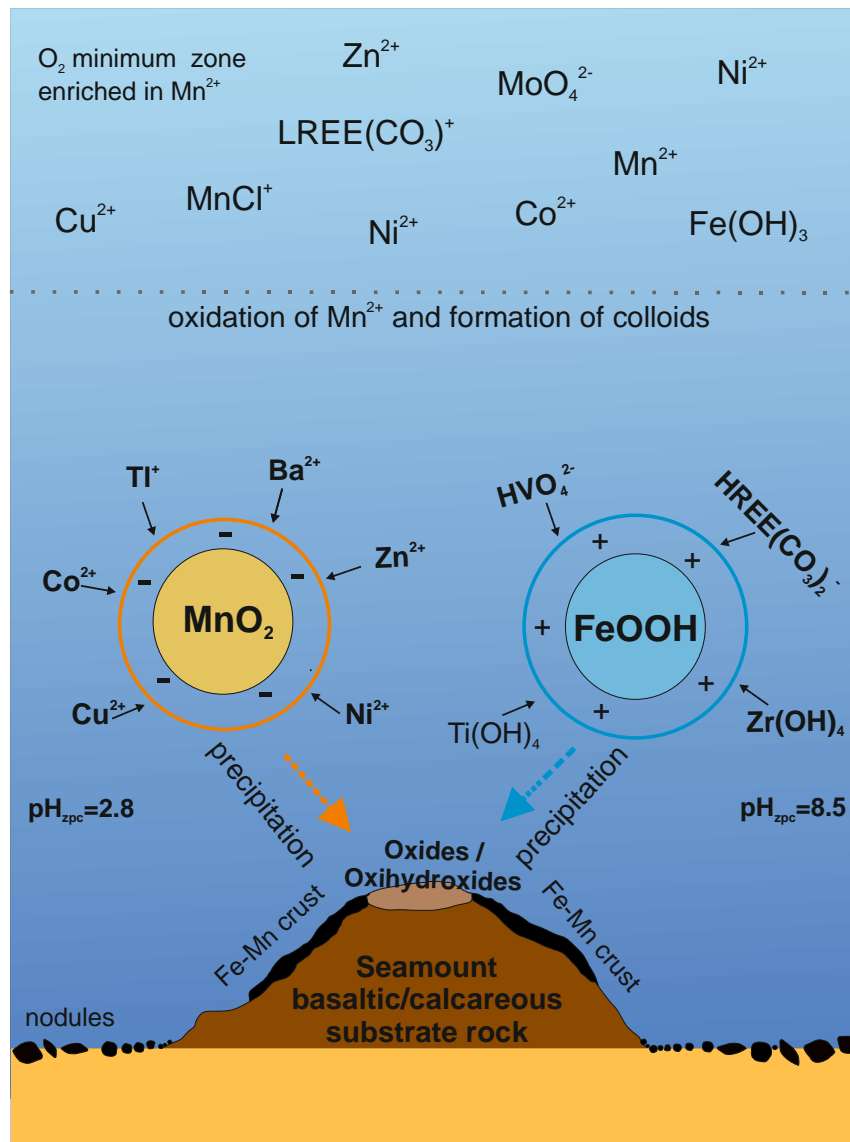 O₂ minimum zone
enriched in Mn²⁺
Zn²⁺
MoO₄²⁻
Ni²⁺
LREE(CO₃)⁺
Mn²⁺
Cu²⁺
MnCl⁺
Ni²⁺
Co²⁺
Fe(OH)₃
oxidation of Mn²⁺ and formation of colloids
Tl⁺
Ba²⁺
Co²⁺
Zn²⁺
Cu²⁺
Ni²⁺
- - - - -
MnO₂
HVO₄²⁻
HREE(CO₃)₂⁻
Ti(OH)₄
Zr(OH)₄
+ + + + +
FeOOH
precipitation
precipitation
pH_zpc=2.8
pH_zpc=8.5
Oxides /
Oxihydroxides
Fe-Mn crust
Fe-Mn crust
Seamount
basaltic/calcareous
substrate rock
nodules